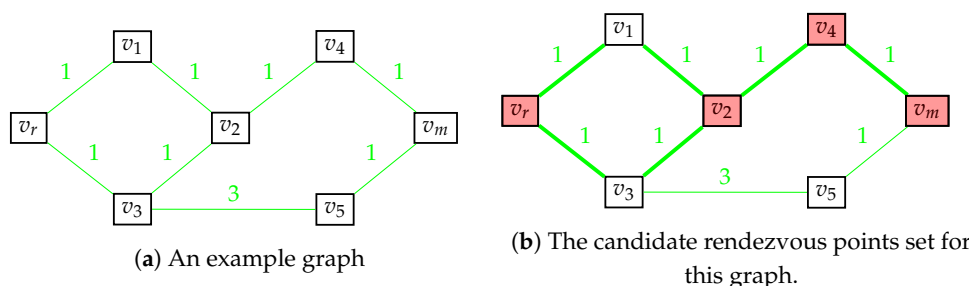 v1
v4
1
1
1
1
vr
v2
vm
1
1
1
3
v3
v5
(a) An example graph
v1
v4
1
1
1
1
vr
v2
vm
1
1
1
3
v3
v5
(b) The candidate rendezvous points set for
this graph.